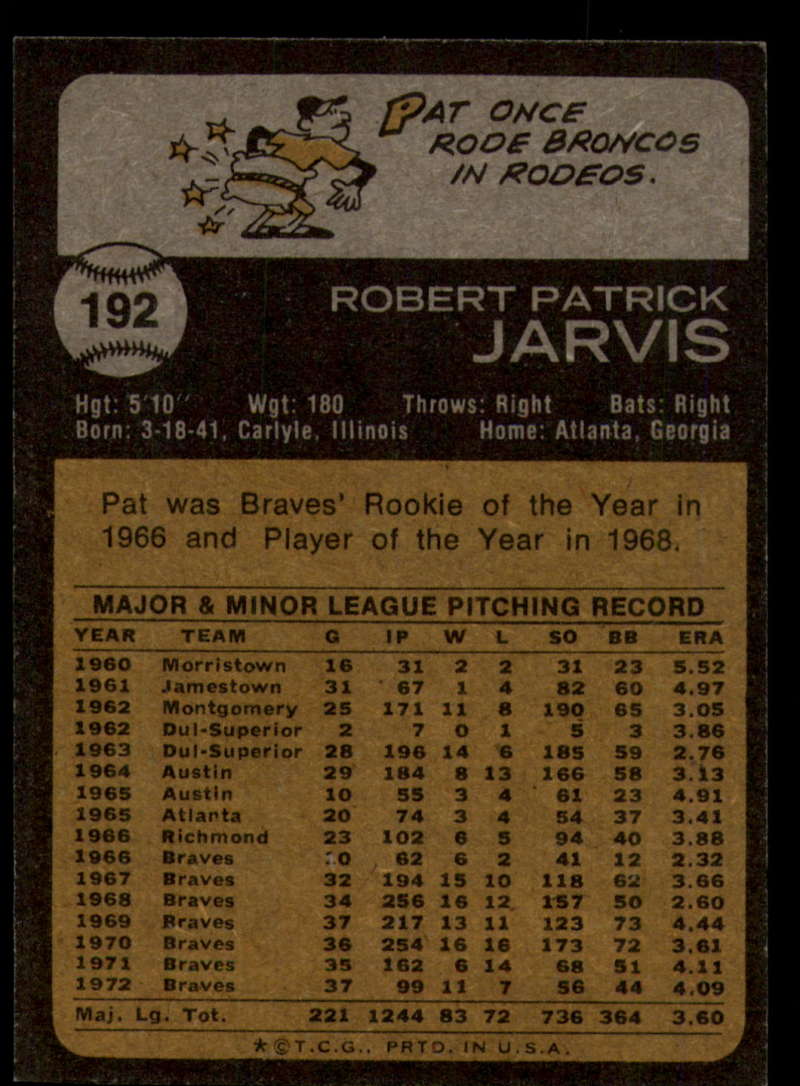 PAT ONCE
RODE BRONCOS
IN RODEOS.
192
ROBERT PATRICK
JARVIS
Hgt: 5'10" Wgt: 180 Throws: Right Bats: Right
Born: 3-18-41, Carlyle, Illinois Home: Atlanta, Georgia
Pat was Braves' Rookie of the Year in
1966 and Player of the Year in 1968.
MAJOR & MINOR LEAGUE PITCHING RECORD
YEAR TEAM G IP W L SO BB ERA
1960 Morristown 16 31 2 2 31 23 5.52
1961 Jamestown 31 67 1 4 82 60 4.97
1962 Montgomery 25 171 11 8 190 65 3.05
1962 Dul-Superior 2 7 0 1 5 3 3.86
1963 Dul-Superior 28 196 14 6 185 59 2.76
1964 Austin 29 184 8 13 166 58 3.13
1965 Austin 10 55 3 4 61 23 4.91
1965 Atlanta 20 74 3 4 54 37 3.41
1966 Richmond 23 102 6 5 94 40 3.88
1966 Braves 62 6 2 41 12 2.32
1967 Braves 32 194 15 10 118 62 3.66
1968 Braves 34 256 16 12 157 50 2.60
1969 Braves 37 217 13 11 123 73 4.44
1970 Braves 36 254 16 16 173 72 3.61
1971 Braves 35 162 6 14 68 51 4.11
1972 Braves 37 99 11 7 56 44 4.09
Maj. Lg. Tot. 221 1244 83 72 736 364 3.60
*©T.C.G., PRTD. IN U.S.A.